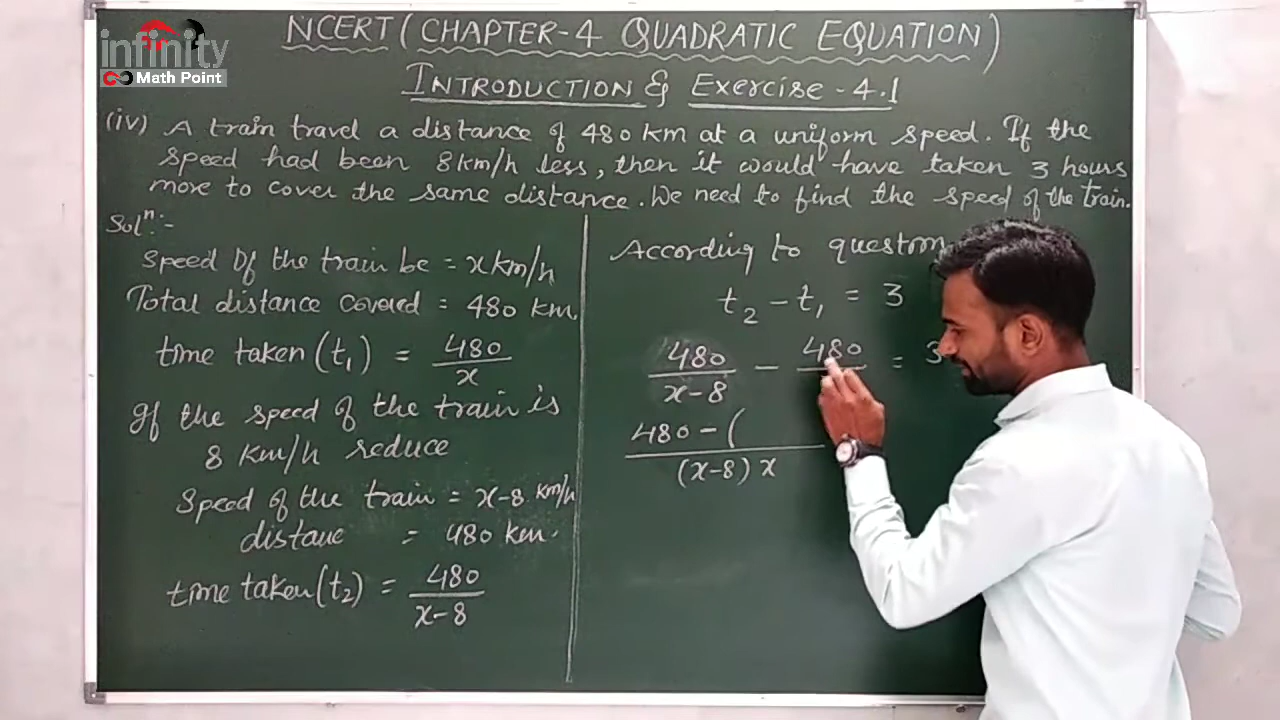 infinity
Math Point
NCERT (CHAPTER-4 QUADRATIC EQUATION)
INTRODUCTION & Exercise - 4.1
(iv) A train travel a distance of 480 km at a uniform speed. If the
speed had been 8km/h less, then it would have taken 3 hours
more to cover the same distance. We need to find the speed of the train.
Solⁿ:-
Speed Of the train be = x km/h
Total distance covered = 480 km.
time taken (t₁) = 480/x
If the speed of the train is
8 km/h reduce
Speed of the train = x-8 km/h
distance = 480 km.
time taken (t₂) = 480/(x-8)
According to question
t₂ - t₁ = 3
480/(x-8) - 480/ = 3
480 - ( / (x-8) x